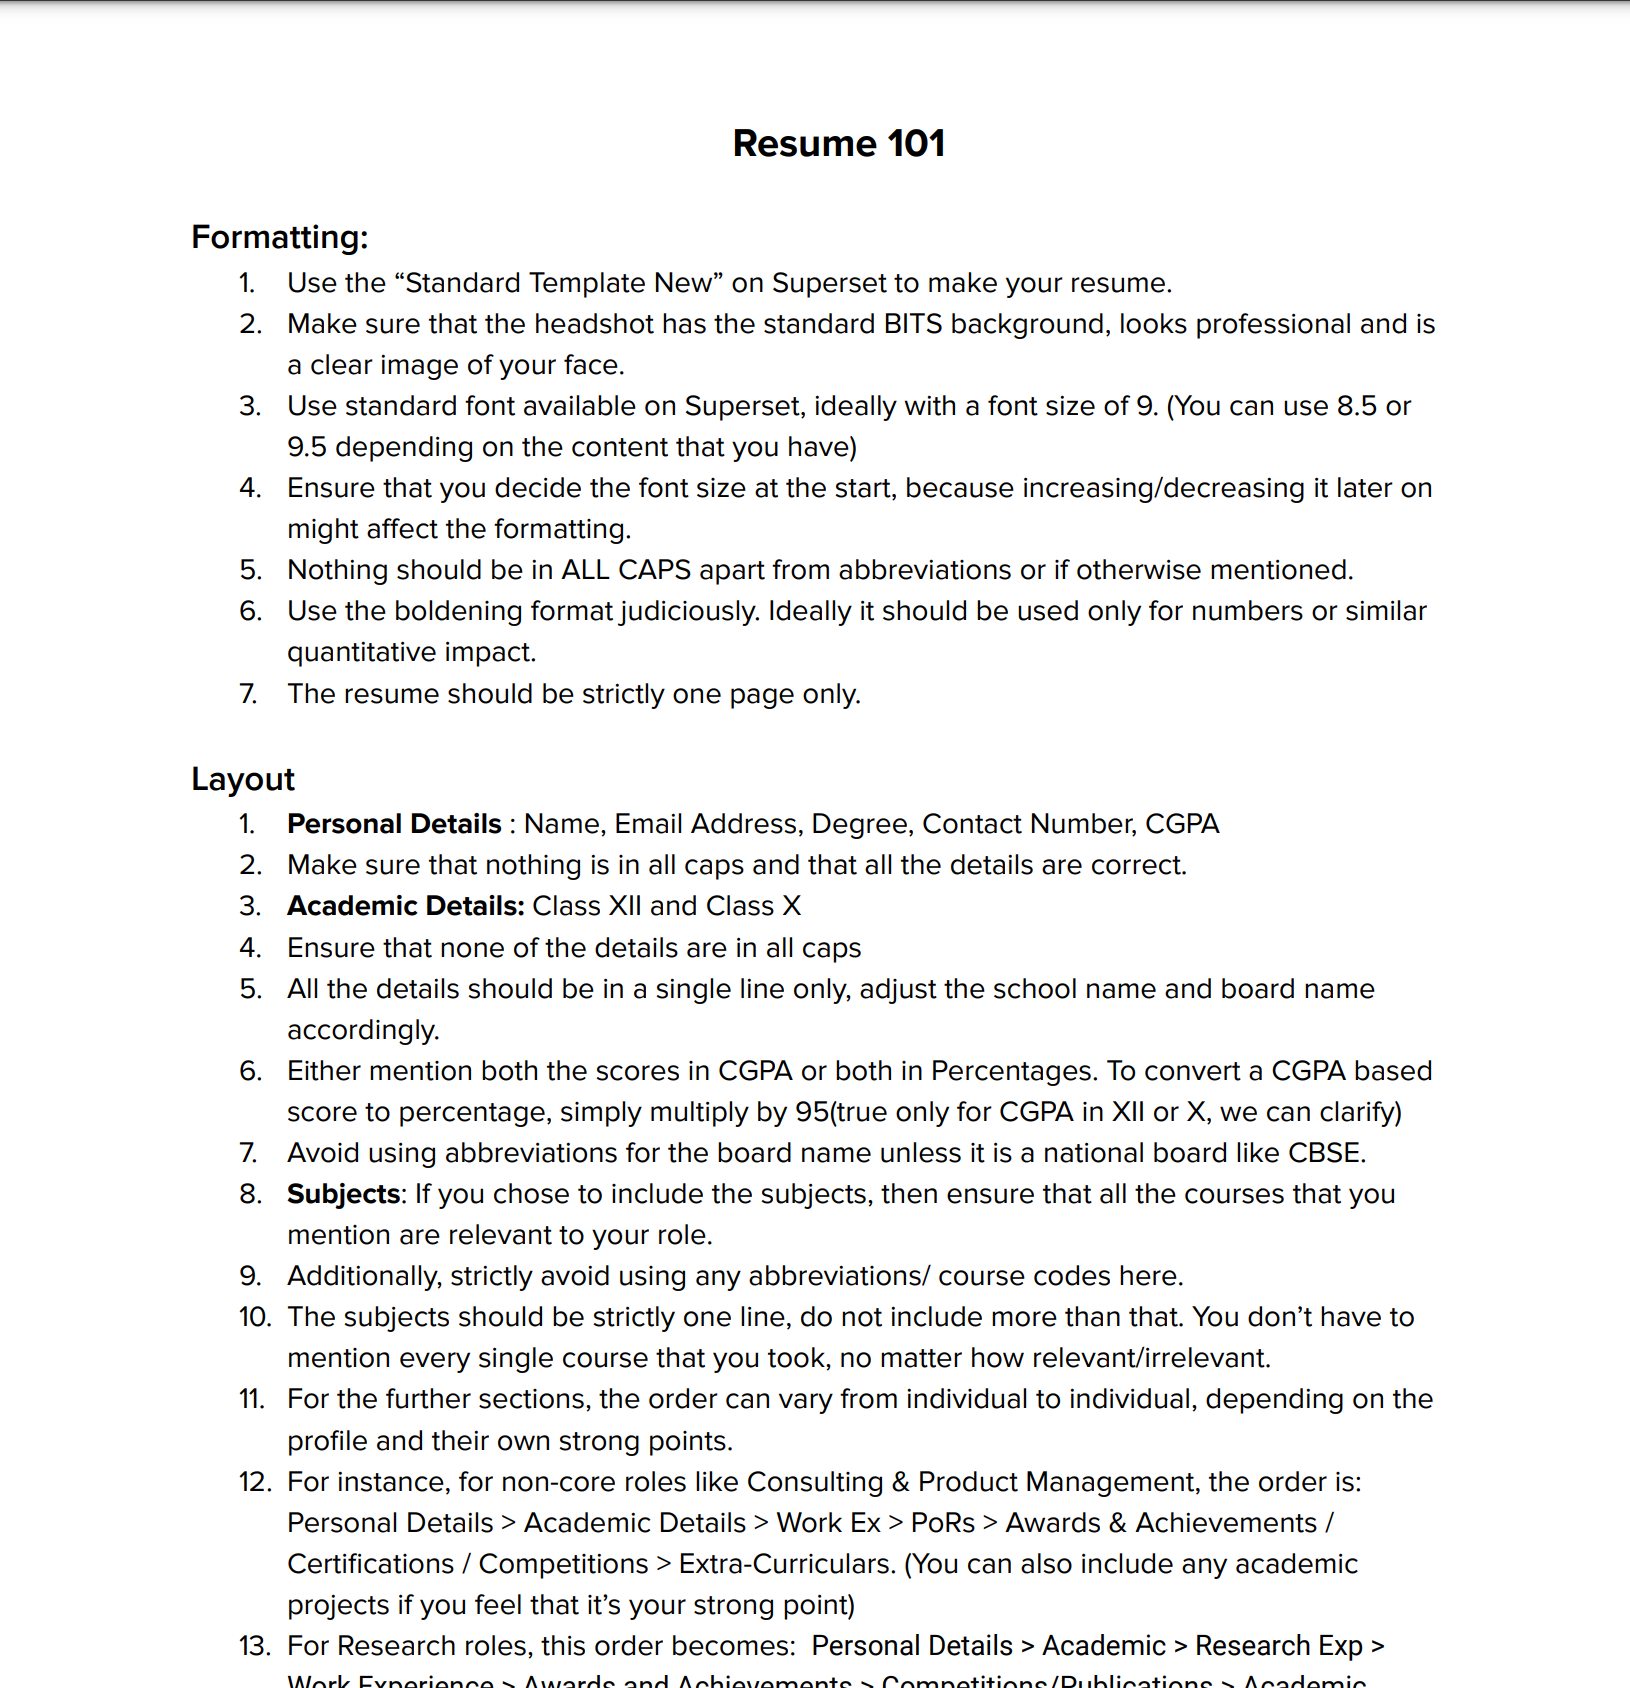 Resume 101
Formatting:
1. Use the “Standard Template New” on Superset to make your resume.
2. Make sure that the headshot has the standard BITS background, looks professional and is
a clear image of your face.
3. Use standard font available on Superset, ideally with a font size of 9. (You can use 8.5 or
9.5 depending on the content that you have)
4. Ensure that you decide the font size at the start, because increasing/decreasing it later on
might affect the formatting.
5. Nothing should be in ALL CAPS apart from abbreviations or if otherwise mentioned.
6. Use the boldening format judiciously. Ideally it should be used only for numbers or similar
quantitative impact.
7. The resume should be strictly one page only.
Layout
1. Personal Details : Name, Email Address, Degree, Contact Number, CGPA
2. Make sure that nothing is in all caps and that all the details are correct.
3. Academic Details: Class XII and Class X
4. Ensure that none of the details are in all caps
5. All the details should be in a single line only, adjust the school name and board name
accordingly.
6. Either mention both the scores in CGPA or both in Percentages. To convert a CGPA based
score to percentage, simply multiply by 95(true only for CGPA in XII or X, we can clarify)
7. Avoid using abbreviations for the board name unless it is a national board like CBSE.
8. Subjects: If you chose to include the subjects, then ensure that all the courses that you
mention are relevant to your role.
9. Additionally, strictly avoid using any abbreviations/ course codes here.
10. The subjects should be strictly one line, do not include more than that. You don’t have to
mention every single course that you took, no matter how relevant/irrelevant.
11. For the further sections, the order can vary from individual to individual, depending on the
profile and their own strong points.
12. For instance, for non-core roles like Consulting & Product Management, the order is:
Personal Details > Academic Details > Work Ex > PoRs > Awards & Achievements /
Certifications / Competitions > Extra-Curriculars. (You can also include any academic
projects if you feel that it’s your strong point)
13. For Research roles, this order becomes:  Personal Details > Academic > Research Exp >
Work Experience > Awards and Achievements > Competitions/Publications > Academic